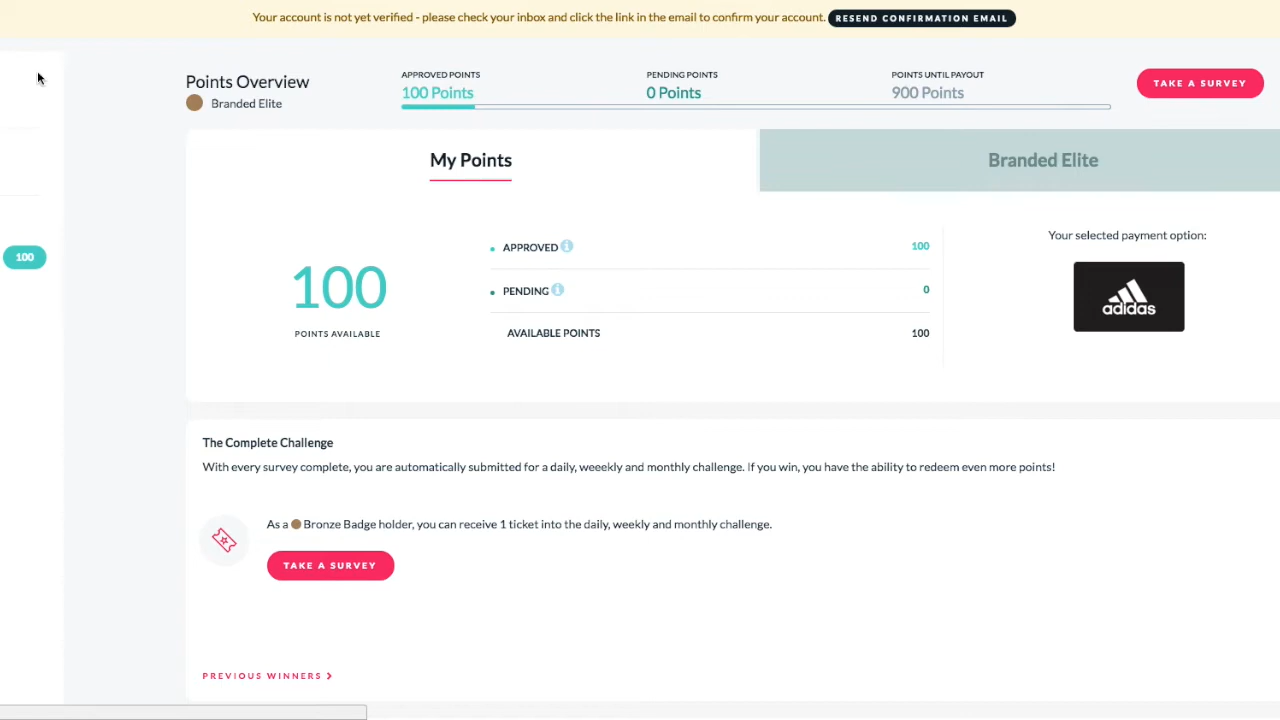 Your account is not yet verified - please check your inbox and click the link in the email to confirm your account. RESEND CONFIRMATION EMAIL
Points Overview
Branded Elite
APPROVED POINTS
100 Points
PENDING POINTS
0 Points
POINTS UNTIL PAYOUT
900 Points
TAKE A SURVEY
My Points
Branded Elite
100
100
POINTS AVAILABLE
APPROVED 100
PENDING 0
AVAILABLE POINTS 100
Your selected payment option:
adidas
The Complete Challenge
With every survey complete, you are automatically submitted for a daily, weeekly and monthly challenge. If you win, you have the ability to redeem even more points!
As a Bronze Badge holder, you can receive 1 ticket into the daily, weekly and monthly challenge.
TAKE A SURVEY
PREVIOUS WINNERS